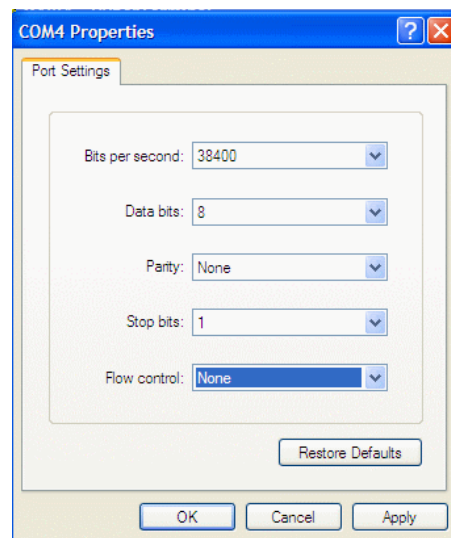 COM4 Properties
Port Settings
Bits per second: 38400
Data bits: 8
Parity: None
Stop bits: 1
Flow control: None
Restore Defaults
OK Cancel Apply